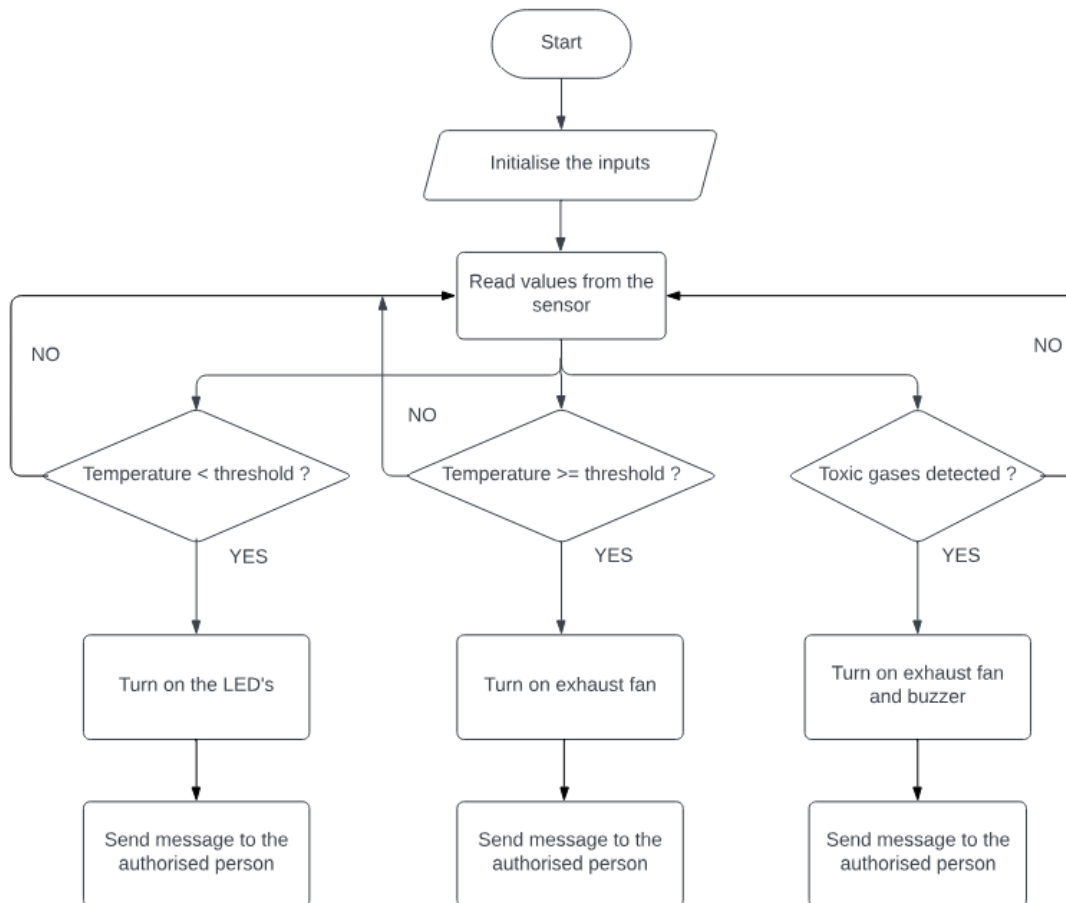 Start
Initialise the inputs
Read values from the
sensor
NO
NO
NO
Temperature < threshold ?
Temperature >= threshold ?
Toxic gases detected ?
YES
YES
YES
Turn on the LED's
Turn on exhaust fan
Turn on exhaust fan
and buzzer
Send message to the
authorised person
Send message to the
authorised person
Send message to the
authorised person